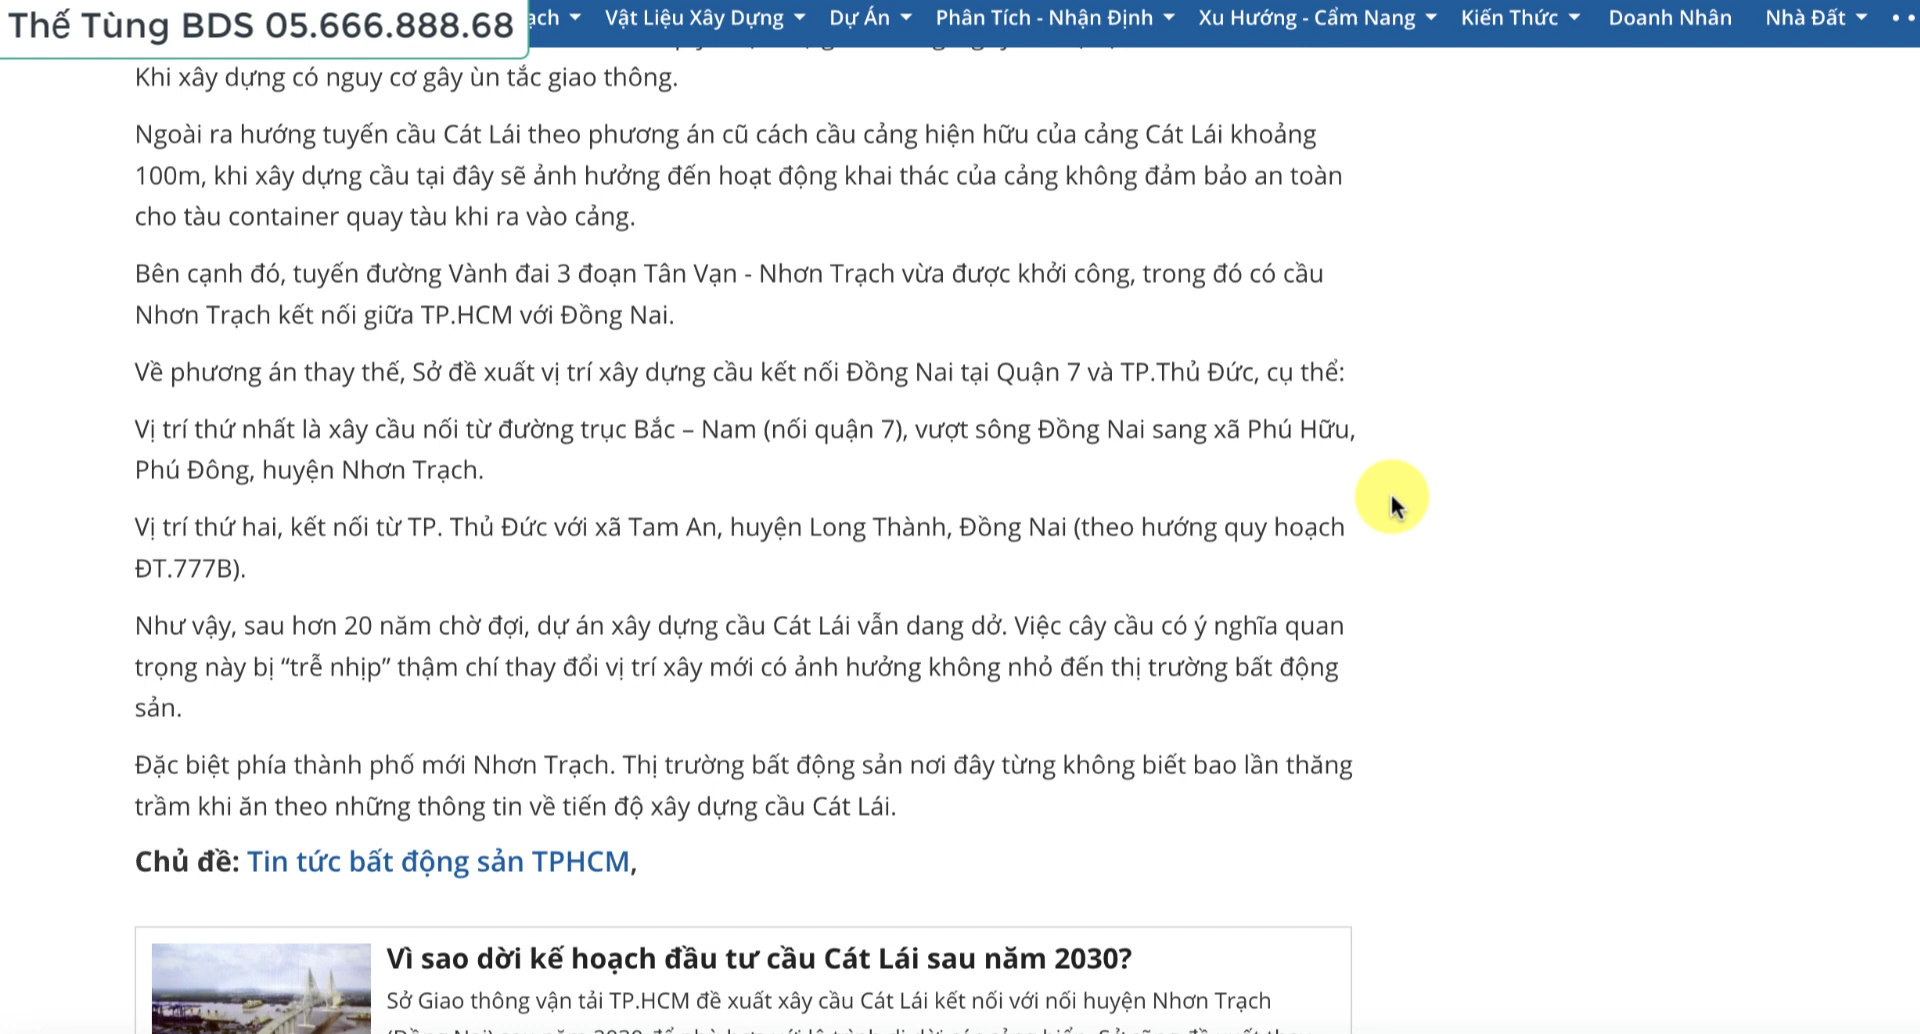 Thế Tùng BDS 05.666.888.68
Vật Liệu Xây Dựng Dự Án Phân Tích - Nhận Định Xu Hướng - Cẩm Nang Kiến Thức Doanh Nhân Nhà Đất
Khi xây dựng có nguy cơ gây ùn tắc giao thông.
Ngoài ra hướng tuyến cầu Cát Lái theo phương án cũ cách cầu cảng hiện hữu của cảng Cát Lái khoảng
100m, khi xây dựng cầu tại đây sẽ ảnh hưởng đến hoạt động khai thác của cảng không đảm bảo an toàn
cho tàu container quay tàu khi ra vào cảng.
Bên cạnh đó, tuyến đường Vành đai 3 đoạn Tân Vạn - Nhơn Trạch vừa được khởi công, trong đó có cầu
Nhơn Trạch kết nối giữa TP.HCM với Đồng Nai.
Về phương án thay thế, Sở đề xuất vị trí xây dựng cầu kết nối Đồng Nai tại Quận 7 và TP.Thủ Đức, cụ thể:
Vị trí thứ nhất là xây cầu nối từ đường trục Bắc – Nam (nối quận 7), vượt sông Đồng Nai sang xã Phú Hữu,
Phú Đông, huyện Nhơn Trạch.
Vị trí thứ hai, kết nối từ TP. Thủ Đức với xã Tam An, huyện Long Thành, Đồng Nai (theo hướng quy hoạch
ĐT.777B).
Như vậy, sau hơn 20 năm chờ đợi, dự án xây dựng cầu Cát Lái vẫn dang dở. Việc cây cầu có ý nghĩa quan
trọng này bị “trễ nhịp” thậm chí thay đổi vị trí xây mới có ảnh hưởng không nhỏ đến thị trường bất động
sản.
Đặc biệt phía thành phố mới Nhơn Trạch. Thị trường bất động sản nơi đây từng không biết bao lần thăng
trầm khi ăn theo những thông tin về tiến độ xây dựng cầu Cát Lái.
Chủ đề: Tin tức bất động sản TPHCM,
Vì sao dời kế hoạch đầu tư cầu Cát Lái sau năm 2030?
Sở Giao thông vận tải TP.HCM đề xuất xây cầu Cát Lái kết nối với nối huyện Nhơn Trạch